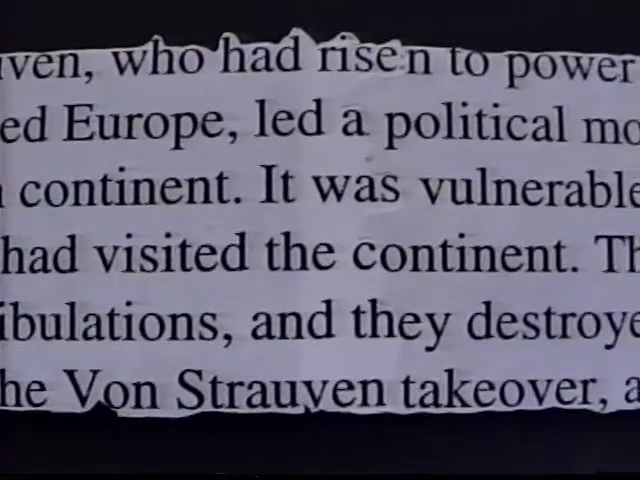 ven, who had risen to power
ed Europe, led a political mo
continent. It was vulnerable
had visited the continent. Th
ibulations, and they destroye
he Von Strauven takeover, a